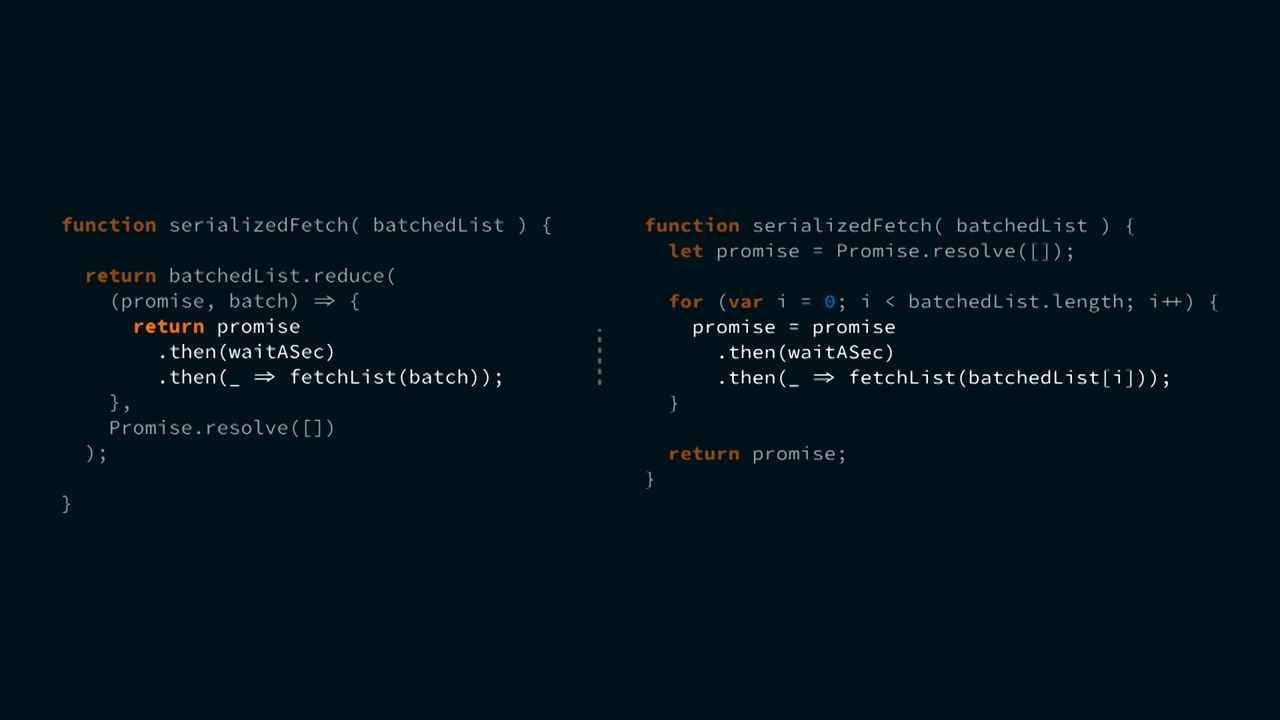 function serializedFetch( batchedList ) {
return batchedList.reduce(
(promise, batch) => {
return promise
.then(waitASec)
.then(_ => fetchList(batch));
},
Promise.resolve([])
);
}
function serializedFetch( batchedList ) {
let promise = Promise.resolve([]);
for (var i = 0; i < batchedList.length; i++) {
promise = promise
.then(waitASec)
.then(_ => fetchList(batchedList[i]));
}
return promise;
}